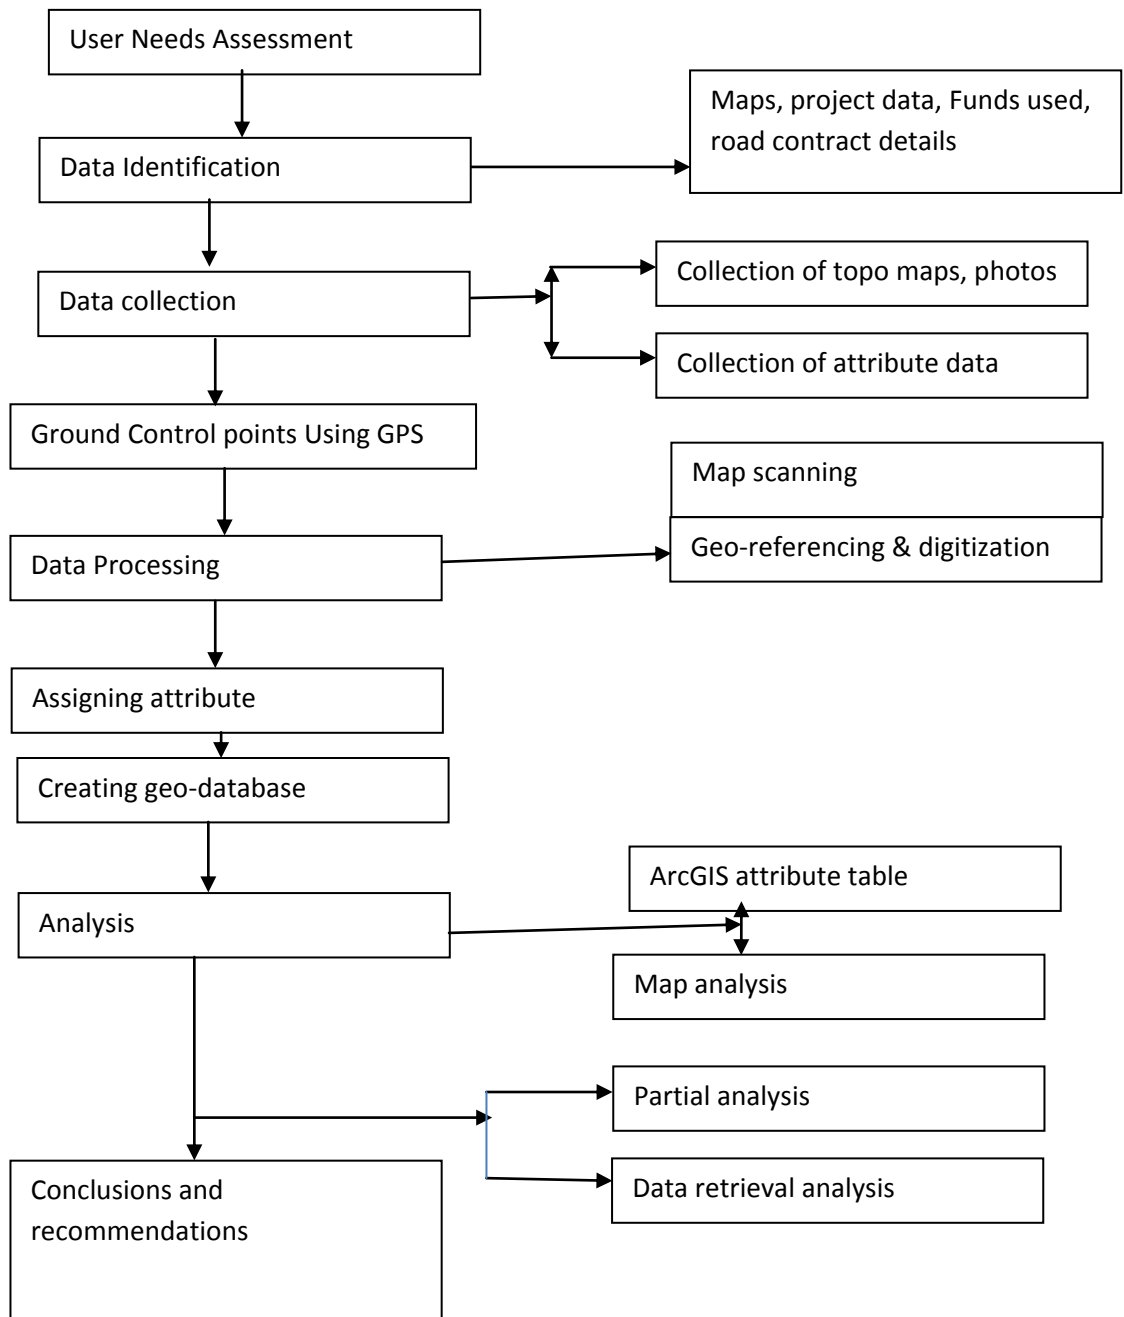 User Needs Assessment
Maps, project data, Funds used,
road contract details
Data Identification
Collection of topo maps, photos
Data collection
Collection of attribute data
Ground Control points Using GPS
Map scanning
Geo-referencing & digitization
Data Processing
Assigning attribute
Creating geo-database
ArcGIS attribute table
Analysis
Map analysis
Partial analysis
Data retrieval analysis
Conclusions and
recommendations